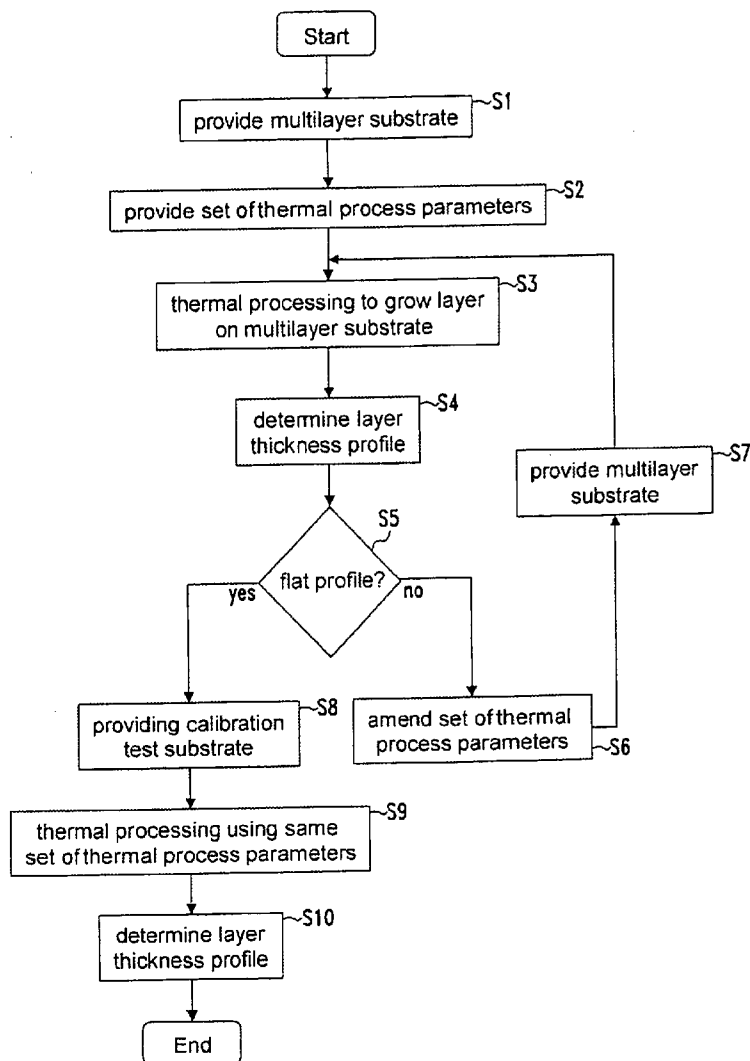 Start
S1
provide multilayer substrate
S2
provide set of thermal process parameters
S3
thermal processing to grow layer
on multilayer substrate
S4
determine layer
thickness profile
S7
provide multilayer
substrate
S5
flat profile?
yes
no
S8
providing calibration
test substrate
amend set of thermal
process parameters
S6
S9
thermal processing using same
set of thermal process parameters
S10
determine layer
thickness profile
End